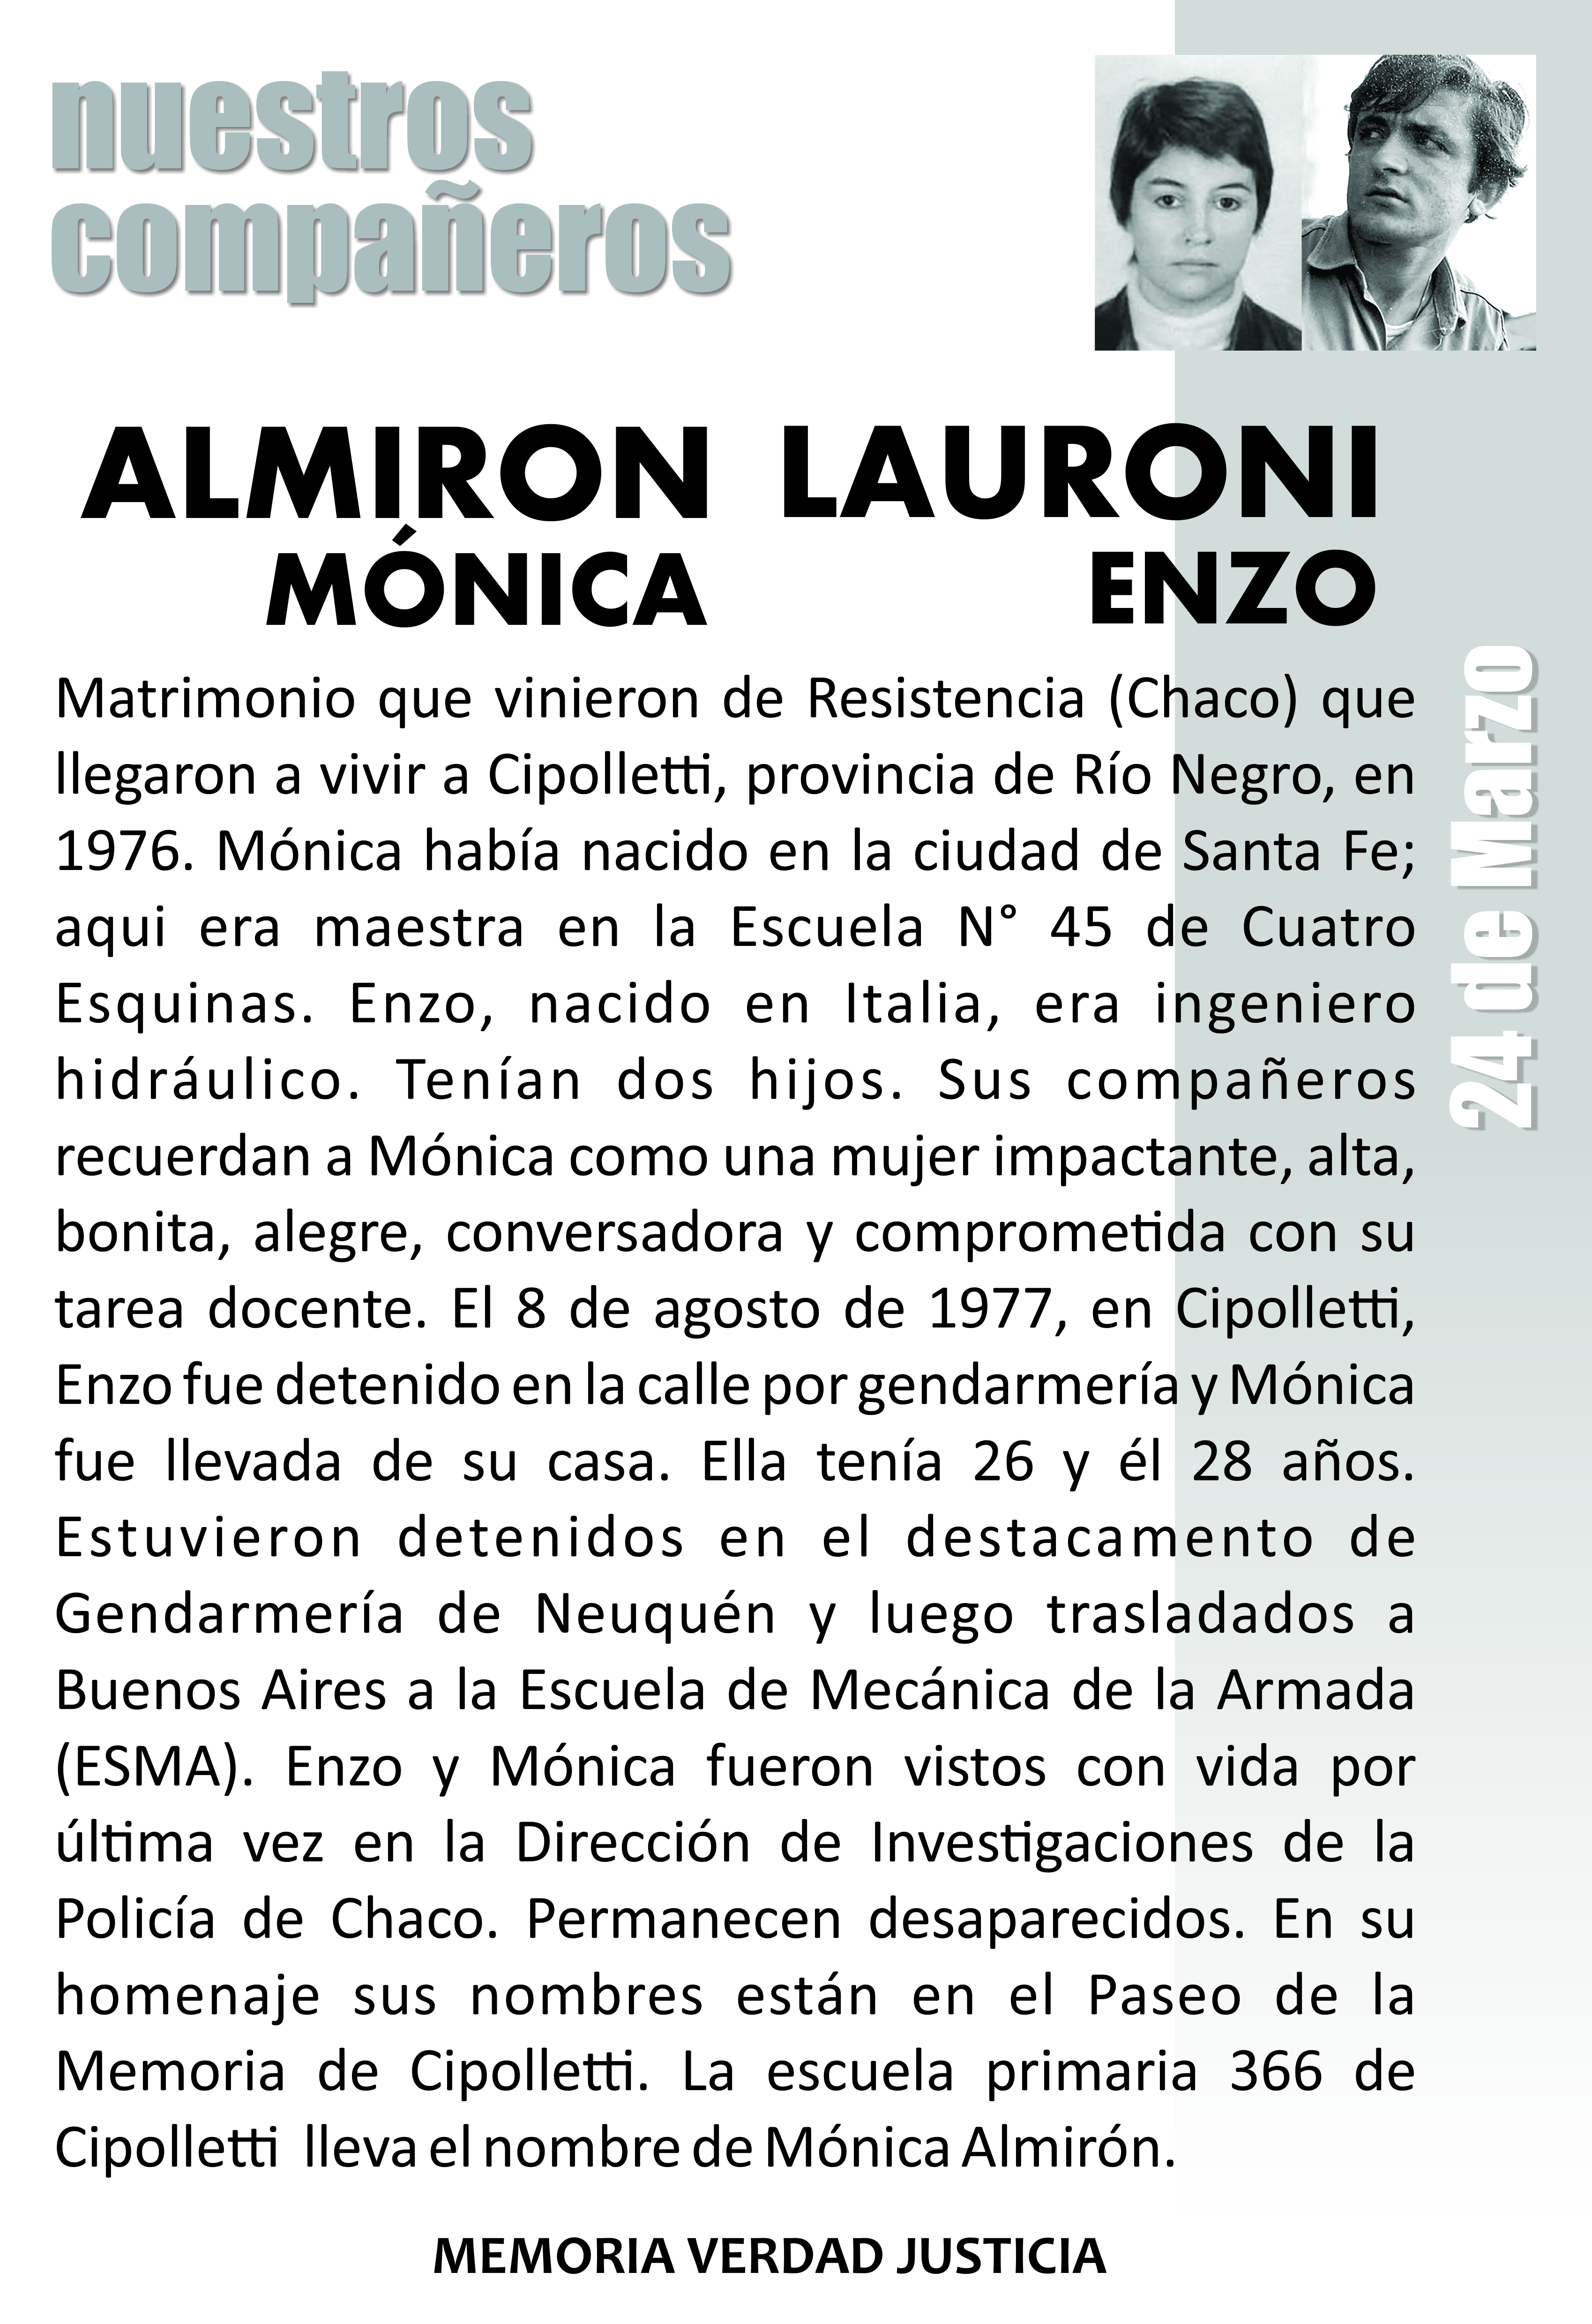 nuestros
compañeros
ALMIRON LAURONI
MÓNICA ENZO
Matrimonio que vinieron de Resistencia (Chaco) que
llegaron a vivir a Cipolletti, provincia de Río Negro, en
1976. Mónica había nacido en la ciudad de Santa Fe;
aqui era maestra en la Escuela N° 45 de Cuatro
Esquinas. Enzo, nacido en Italia, era ingeniero
hidráulico. Tenían dos hijos. Sus compañeros
recuerdan a Mónica como una mujer impactante, alta,
bonita, alegre, conversadora y comprometida con su
tarea docente. El 8 de agosto de 1977, en Cipolletti,
Enzo fue detenido en la calle por gendarmería y Mónica
fue llevada de su casa. Ella tenía 26 y él 28 años.
Estuvieron detenidos en el destacamento de
Gendarmería de Neuquén y luego trasladados a
Buenos Aires a la Escuela de Mecánica de la Armada
(ESMA). Enzo y Mónica fueron vistos con vida por
última vez en la Dirección de Investigaciones de la
Policía de Chaco. Permanecen desaparecidos. En su
homenaje sus nombres están en el Paseo de la
Memoria de Cipolletti. La escuela primaria 366 de
Cipolletti lleva el nombre de Mónica Almirón.
24 de Marzo
MEMORIA VERDAD JUSTICIA